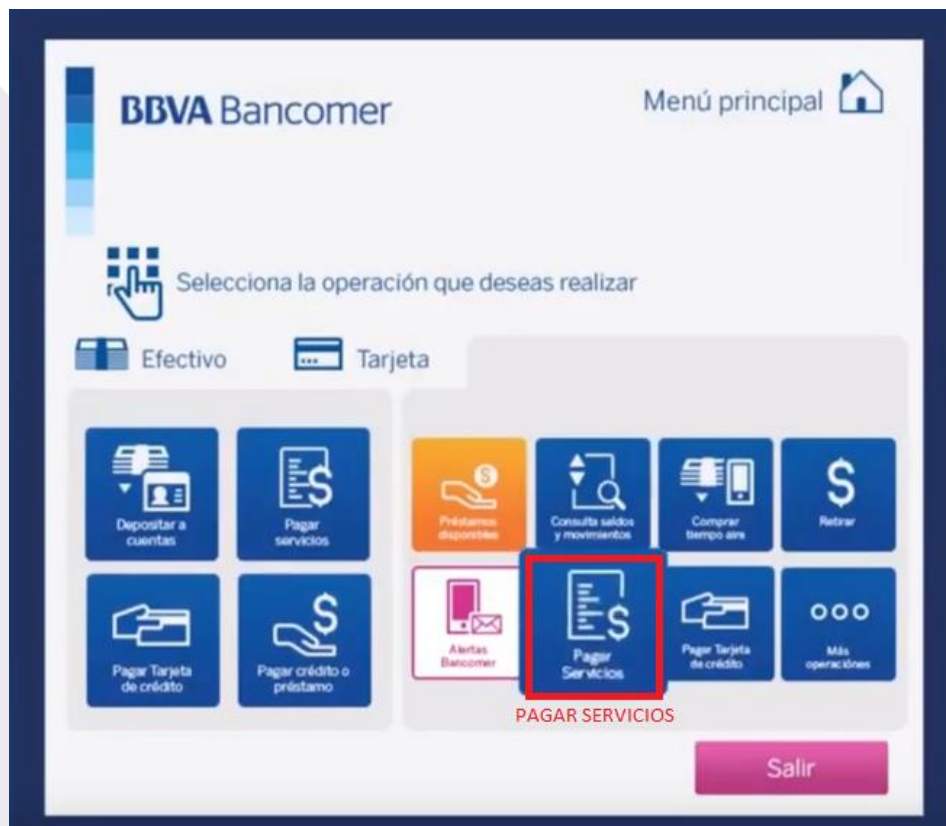 BBVA Bancomer
Menú principal
Selecciona la operación que deseas realizar
Efectivo
Tarjeta
Depositar a
cuentas
Pagar
servicios
Préstamos
disponibles
Consulta saldos
y movimientos
Comprar
tiempo aire
Retirar
Pagar Tarjeta
de crédito
Pagar crédito o
préstamo
Alertas
Bancomer
Pagar
Servicios
Pagar Tarjeta
de crédito
Más
operaciónes
PAGAR SERVICIOS
Salir